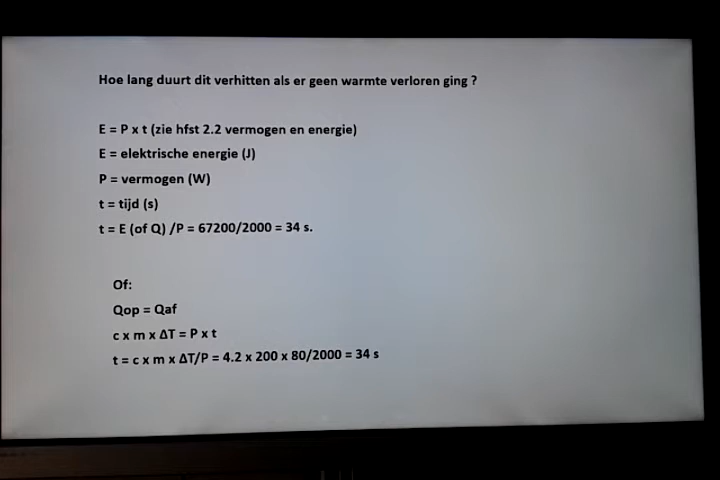 Hoe lang duurt dit verhitten als er geen warmte verloren ging ?
E = P x t (zie hfst 2.2 vermogen en energie)
E = elektrische energie (J)
P = vermogen (W)
t = tijd (s)
t = E (of Q) /P = 67200/2000 = 34 s.
Of:
Qop = Qaf
c x m x ΔT = P x t
t = c x m x ΔT/P = 4.2 x 200 x 80/2000 = 34 s